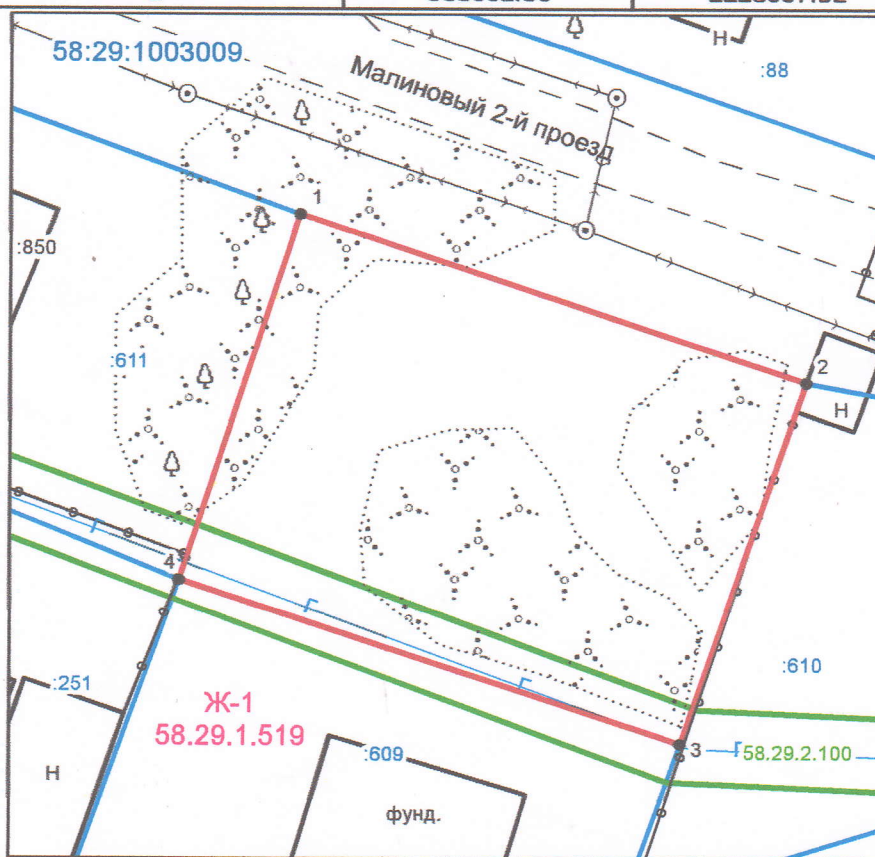 58:29:1003009
Н
:88
Малиновый 2-й проезд
1
:850
:611
2
Н
4
Г
Г
Г
:610
:251
Ж-1
58.29.1.519
3
Г
58.29.2.100
:609
Н
фунд.